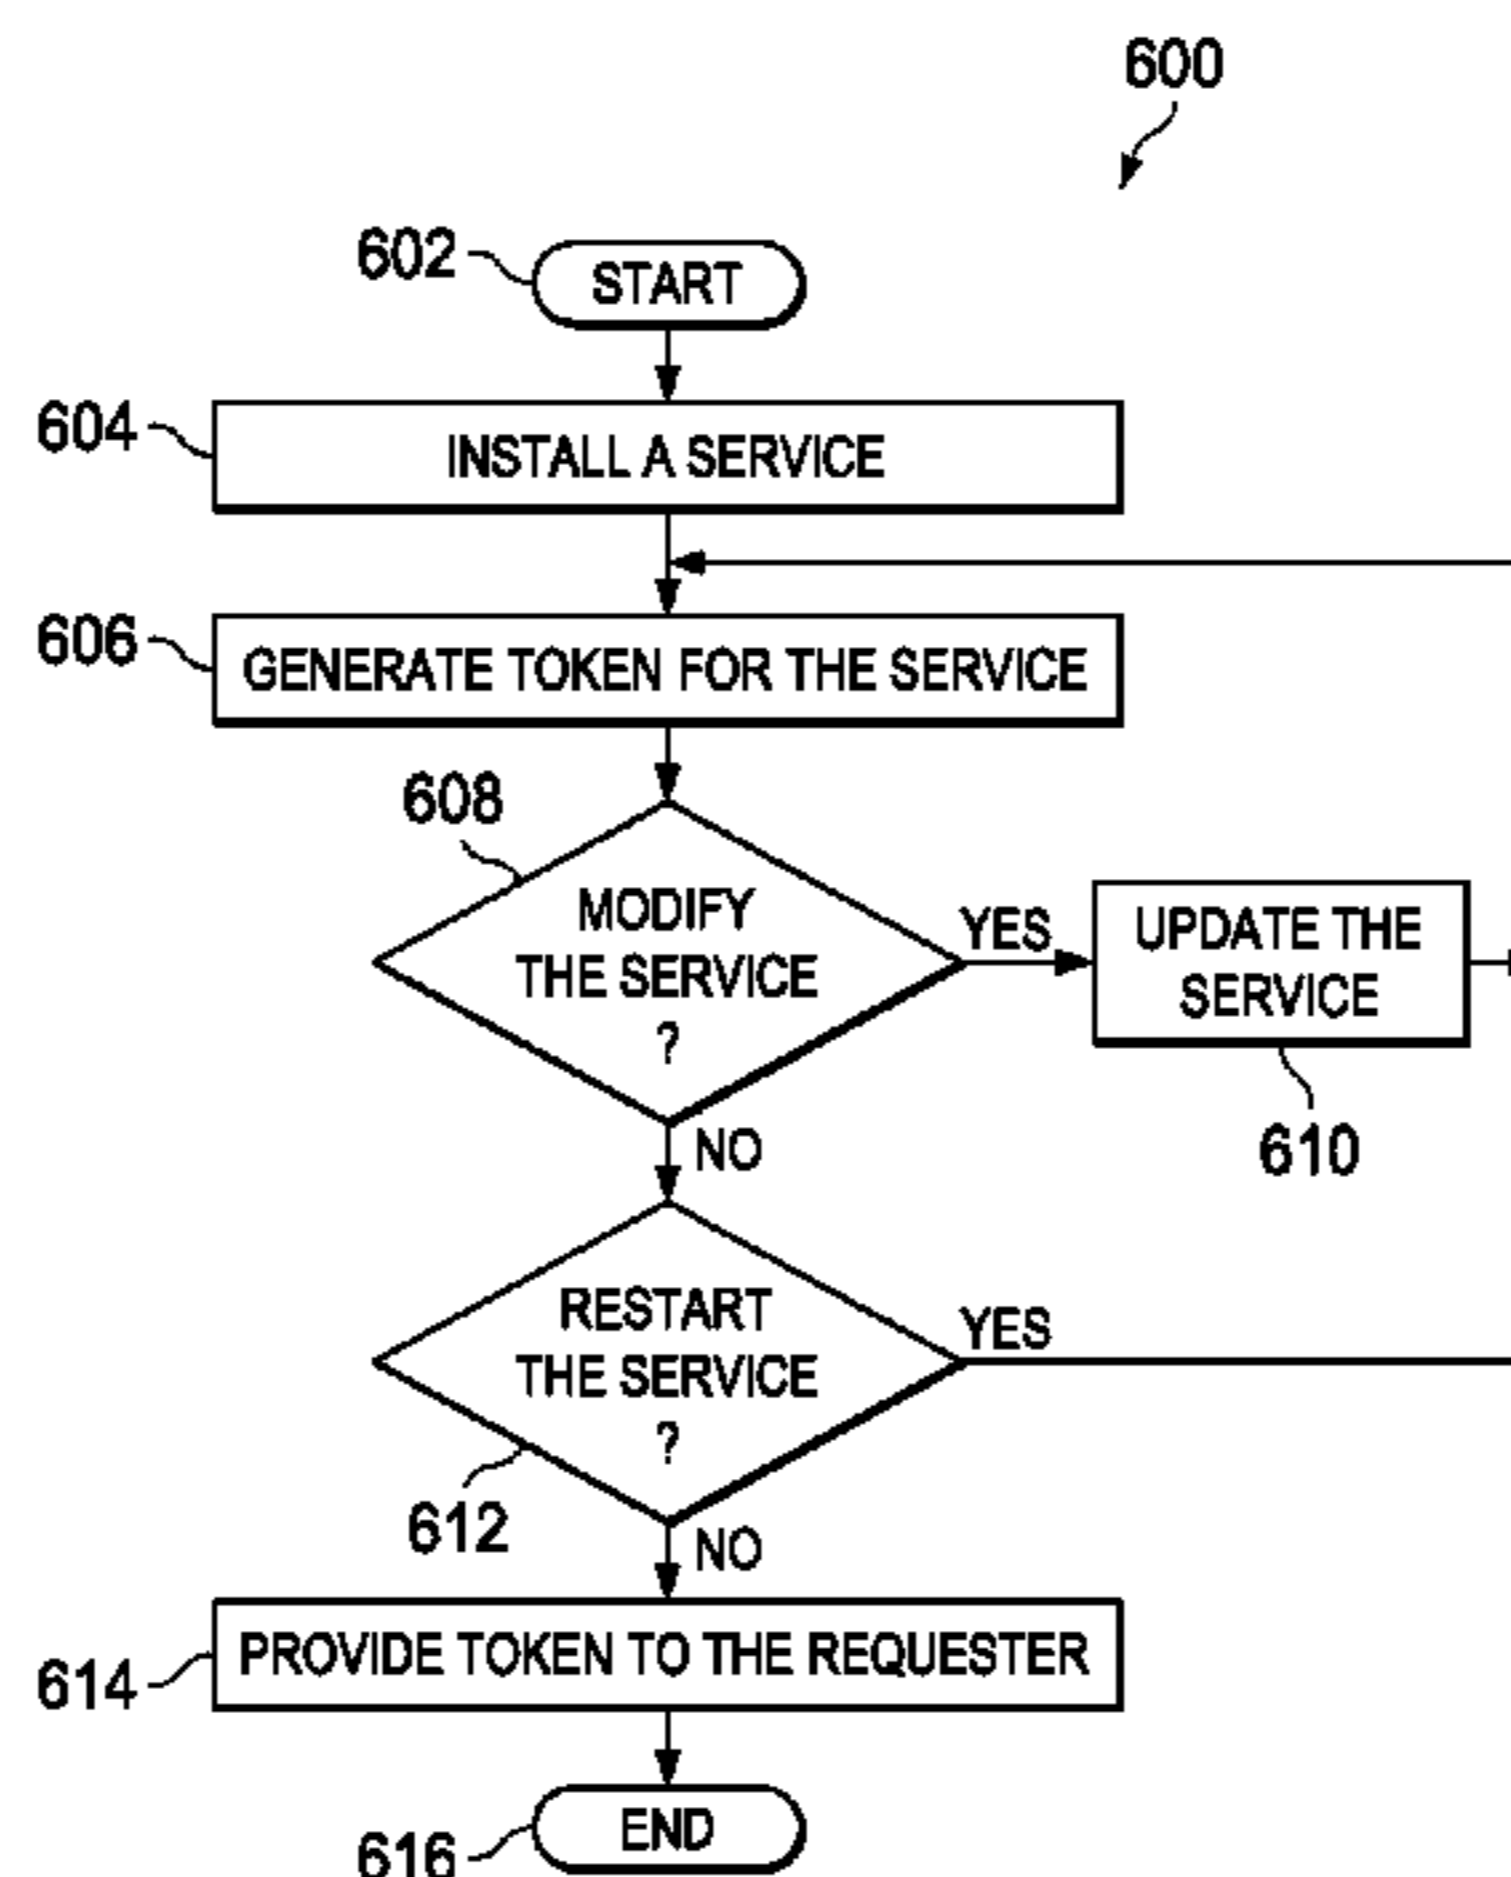 600
602
START
604
INSTALL A SERVICE
606
GENERATE TOKEN FOR THE SERVICE
608
MODIFY
THE SERVICE
?
YES
UPDATE THE
SERVICE
610
NO
RESTART
THE SERVICE
?
YES
612
NO
614
PROVIDE TOKEN TO THE REQUESTER
616
END